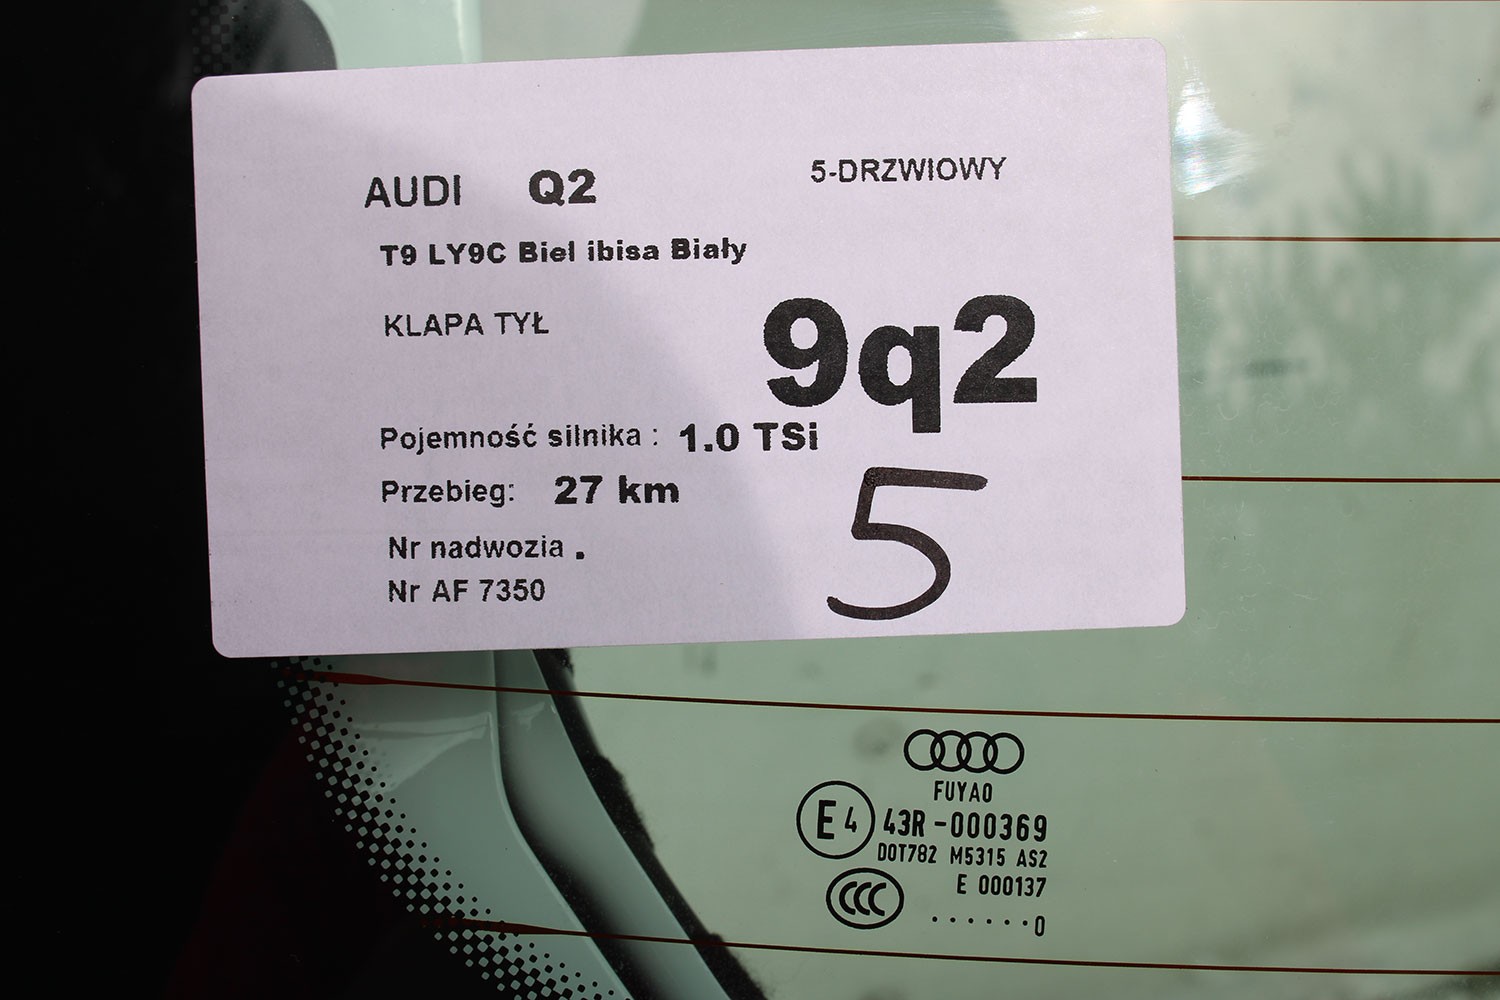 AUDI Q2 5-DRZWIOWY
T9 LY9C Biel ibisa Biały
KLAPA TYŁ
9q2
Pojemność silnika : 1.0 TSi
Przebieg: 27 km
5
Nr nadwozia .
Nr AF 7350
FUYAO
E4 43R-000369
DOT782 M5315 AS2
E 000137
CCC ......0